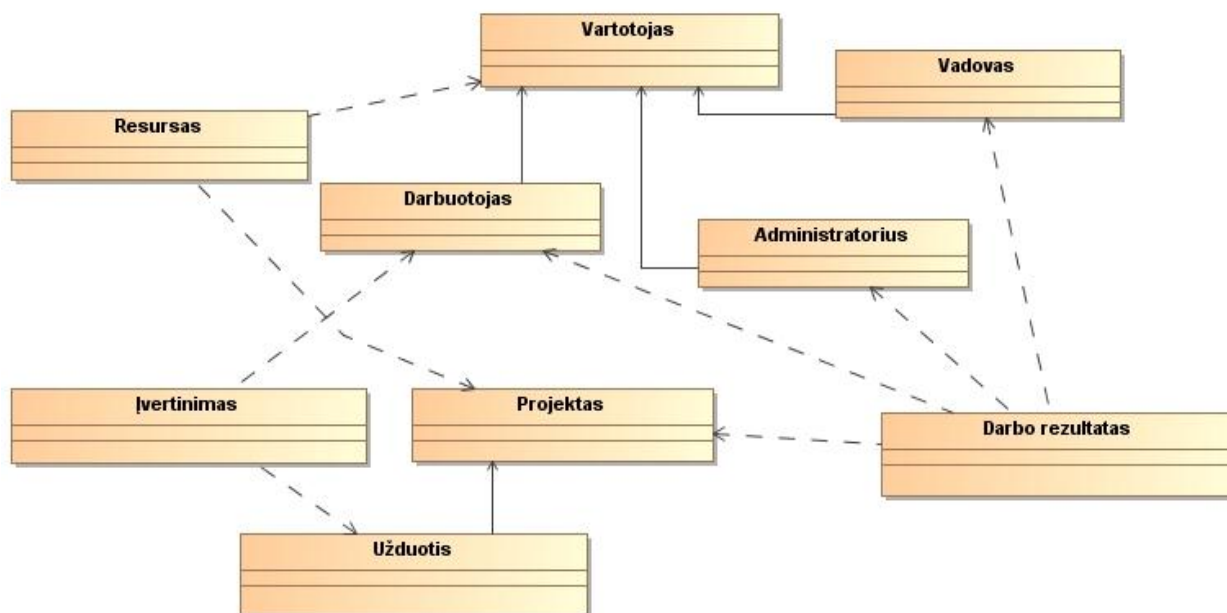 Vartotojas
Vadovas
Resursas
Darbuotojas
Administratorius
Įvertinimas
Projektas
Darbo rezultatas
Užduotis